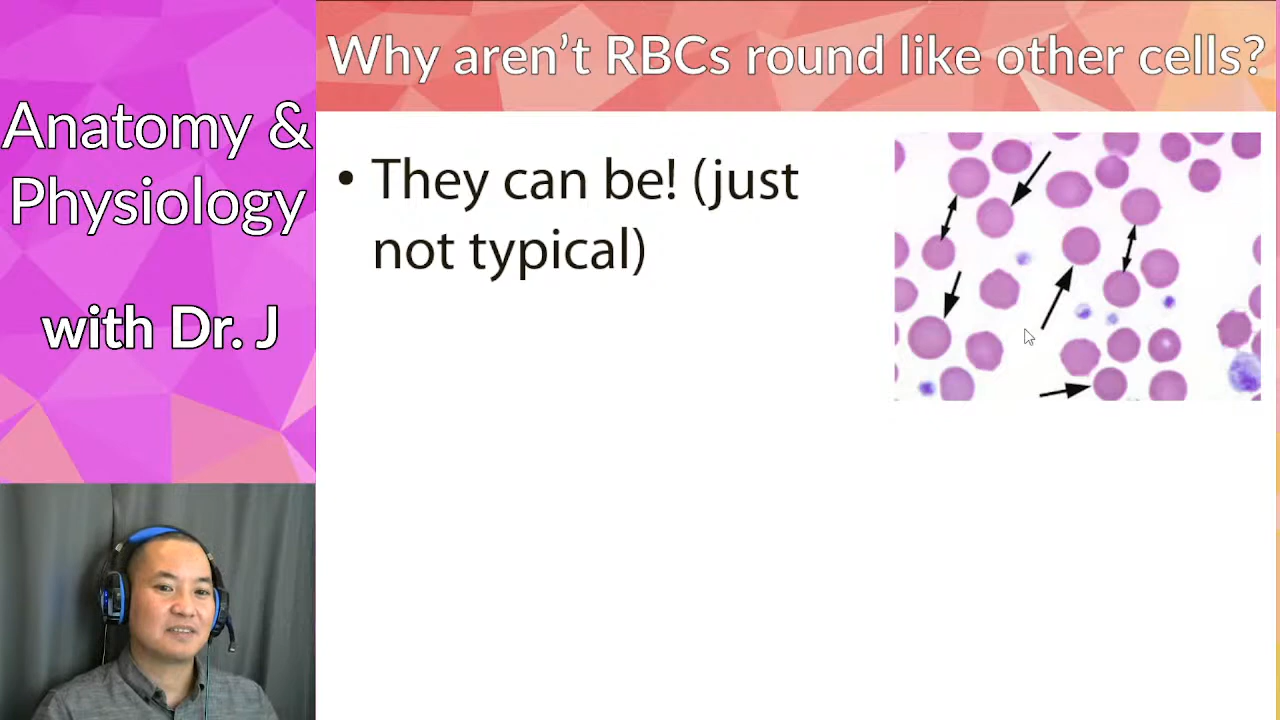 Anatomy &
Physiology
with Dr. J
Why aren't RBCs round like other cells?
• They can be! (just
not typical)